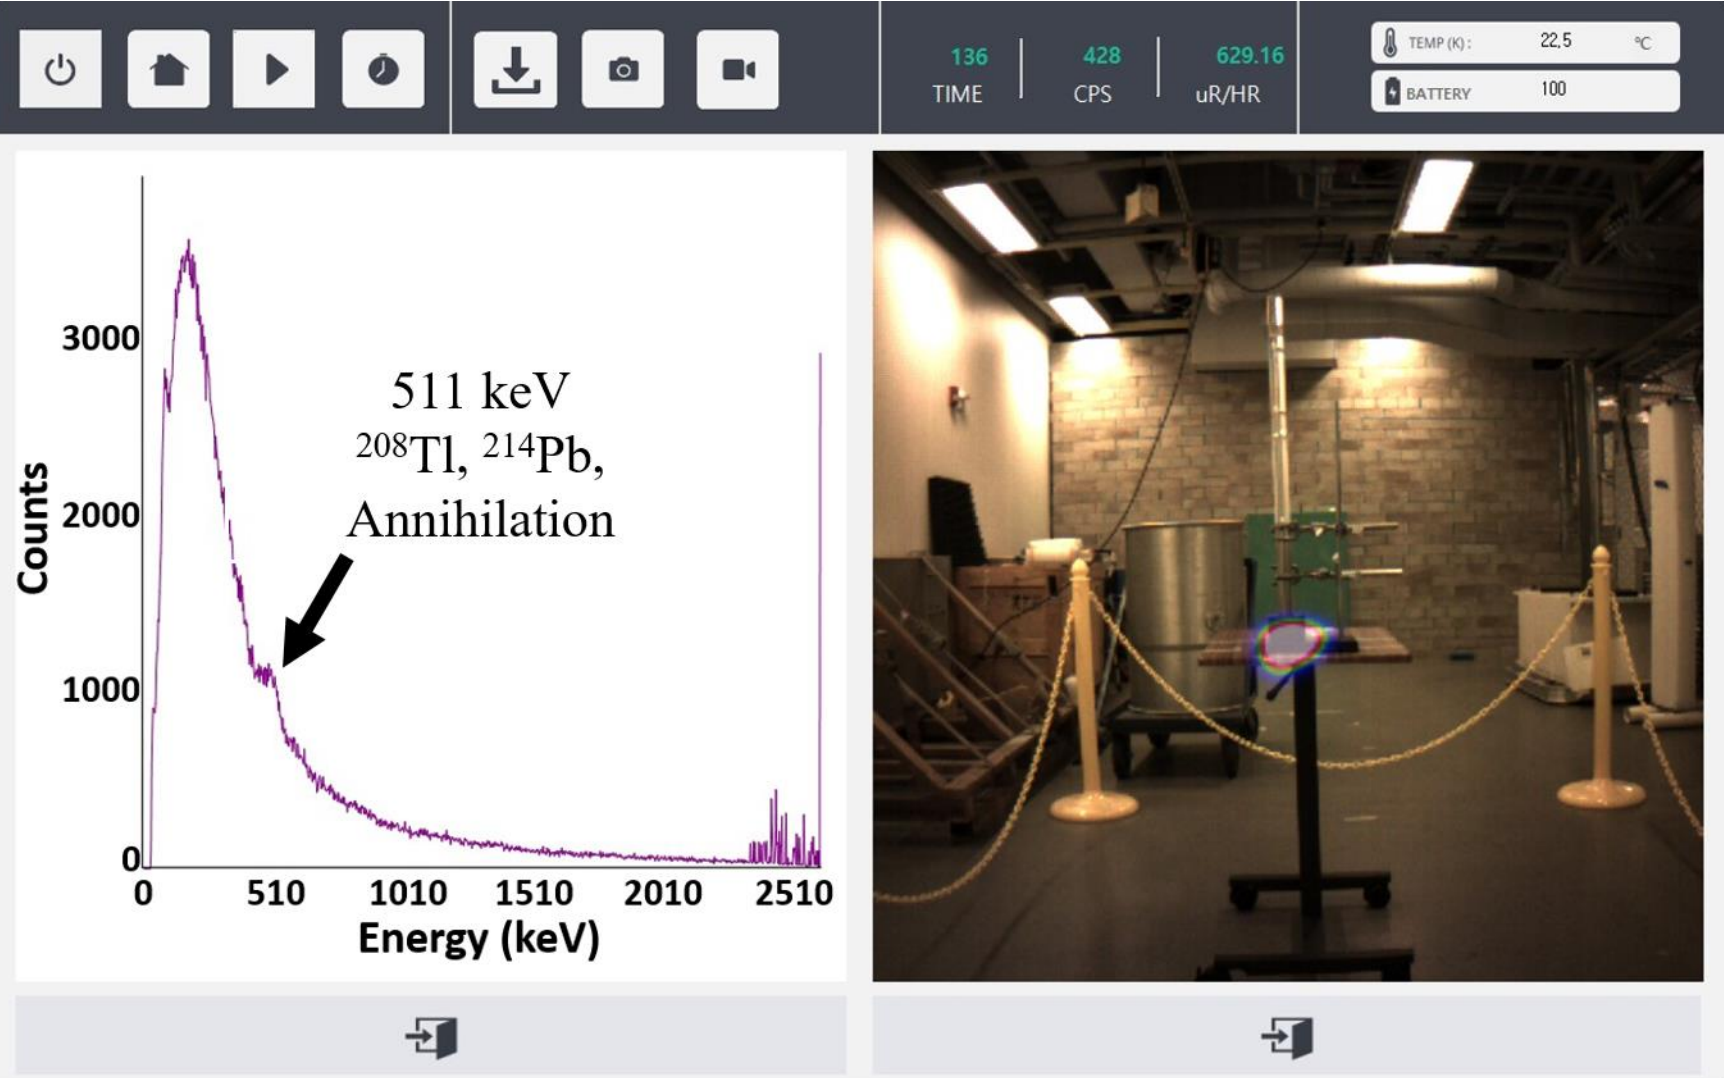 136
428
629.16
TIME
CPS
uR/HR
TEMP (K) :
22,5
°C
BATTERY
100
3000
2000
1000
0
Counts
511 keV
²⁰⁸Tl, ²¹⁴Pb,
Annihilation
0
510
1010
1510
2010
2510
Energy (keV)